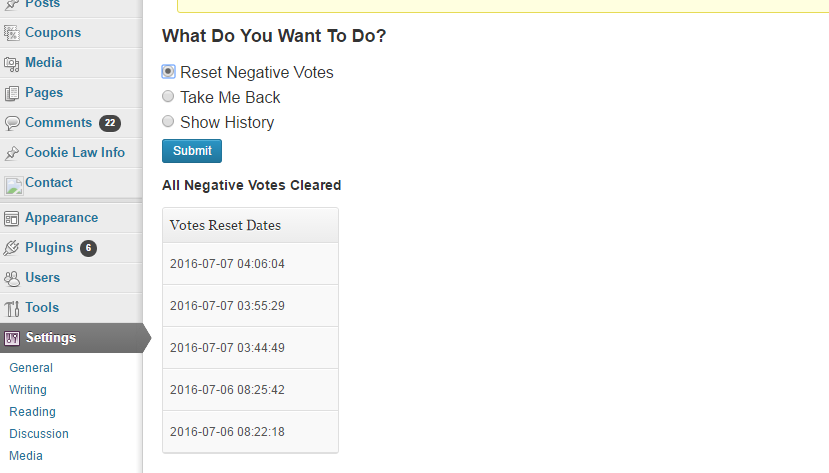 Posts
Coupons
Media
Pages
Comments 22
Cookie Law Info
Contact
Appearance
Plugins 6
Users
Tools
Settings
General
Writing
Reading
Discussion
Media
What Do You Want To Do?
Reset Negative Votes
Take Me Back
Show History
Submit
All Negative Votes Cleared
Votes Reset Dates
2016-07-07 04:06:04
2016-07-07 03:55:29
2016-07-07 03:44:49
2016-07-06 08:25:42
2016-07-06 08:22:18